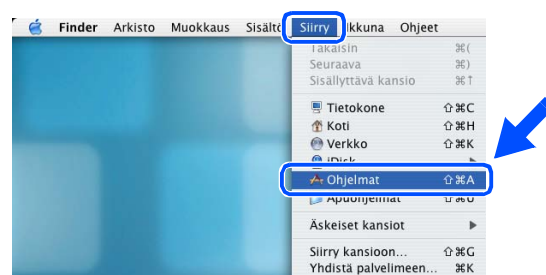 Finder Arkisto Muokkaus Sisältö Siirry Ikkuna Ohjeet
Takaisin ⌘(
Seuraava ⌘)
Sisällyttävä kansio ⌘↑
Tietokone ⇧⌘C
Koti ⇧⌘H
Verkko ⇧⌘K
iDisk ▶
Ohjelmat ⇧⌘A
Apuohjelmat ⇧⌘U
Äskeiset kansiot ▶
Siirry kansioon... ⇧⌘G
Yhdistä palvelimeen... ⌘K